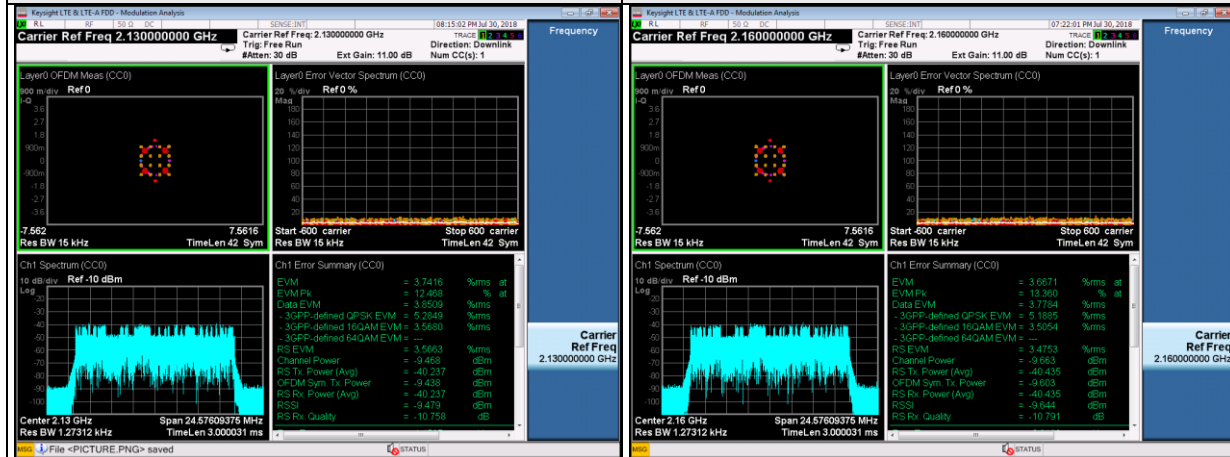 Keysight LTE & LTE-A FDD - Modulation Analysis
RL RF 50 Ω DC SENSE:INT 08:15:02 PM Jul 30, 2018
Carrier Ref Freq 2.130000000 GHz
Carrier Ref Freq: 2.130000000 GHz
TRACE 1 2 3 4 5 6
Trig: Free Run Direction: Downlink
#Atten: 30 dB Ext Gain: 11.00 dB Num CC(s): 1
Frequency
Layer0 OFDM Meas (CC0)
900 m/div Ref 0
I-Q
3.6
2.7
1.8
900m
0
-900m
-1.8
-2.7
-3.6
-7.562 7.5616
Res BW 15 kHz TimeLen 42 Sym
Layer0 Error Vector Spectrum (CC0)
20 %/div Ref 0 %
Mag
180
160
140
120
100
80
60
40
20
Start -600 carrier Stop 600 carrier
Res BW 15 kHz TimeLen 42 Sym
Ch1 Spectrum (CC0)
10 dB/div Ref -10 dBm
Log
-20
-30
-40
-50
-60
-70
-80
-90
-100
Center 2.13 GHz Span 24.57609375 MHz
Res BW 1.27312 kHz TimeLen 3.000031 ms
Ch1 Error Summary (CC0)
EVM = 3.7416 %rms at
EVM Pk = 12.468 % at
Data EVM = 3.8509 %rms
- 3GPP-defined QPSK EVM = 5.2849 %rms
- 3GPP-defined 16QAM EVM = 3.5680 %rms
- 3GPP-defined 64QAM EVM = ---
RS EVM = 3.5663 %rms
Channel Power = -9.468 dBm
RS Tx. Power (Avg) = -40.237 dBm
OFDM Sym. Tx. Power = -9.438 dBm
RS Rx. Power (Avg) = -40.237 dBm
RSSI = -9.479 dBm
RS Rx. Quality = -10.758 dB
Carrier
Ref Freq
2.130000000 GHz
MSG File <PICTURE.PNG> saved STATUS
Keysight LTE & LTE-A FDD - Modulation Analysis
RL RF 50 Ω DC SENSE:INT 07:22:01 PM Jul 30, 2018
Carrier Ref Freq 2.160000000 GHz
Carrier Ref Freq: 2.160000000 GHz
TRACE 1 2 3 4 5 6
Trig: Free Run Direction: Downlink
#Atten: 30 dB Ext Gain: 11.00 dB Num CC(s): 1
Frequency
Layer0 OFDM Meas (CC0)
900 m/div Ref 0
I-Q
3.6
2.7
1.8
900m
0
-900m
-1.8
-2.7
-3.6
-7.562 7.5616
Res BW 15 kHz TimeLen 42 Sym
Layer0 Error Vector Spectrum (CC0)
20 %/div Ref 0 %
Mag
180
160
140
120
100
80
60
40
20
Start -600 carrier Stop 600 carrier
Res BW 15 kHz TimeLen 42 Sym
Ch1 Spectrum (CC0)
10 dB/div Ref -10 dBm
Log
-20
-30
-40
-50
-60
-70
-80
-90
-100
Center 2.16 GHz Span 24.57609375 MHz
Res BW 1.27312 kHz TimeLen 3.000031 ms
Ch1 Error Summary (CC0)
EVM = 3.6671 %rms at
EVM Pk = 13.360 % at
Data EVM = 3.7784 %rms
- 3GPP-defined QPSK EVM = 5.1885 %rms
- 3GPP-defined 16QAM EVM = 3.5054 %rms
- 3GPP-defined 64QAM EVM = ---
RS EVM = 3.4753 %rms
Channel Power = -9.663 dBm
RS Tx. Power (Avg) = -40.435 dBm
OFDM Sym. Tx. Power = -9.603 dBm
RS Rx. Power (Avg) = -40.435 dBm
RSSI = -9.644 dBm
RS Rx. Quality = -10.791 dB
Carrier
Ref Freq
2.160000000 GHz
MSG STATUS